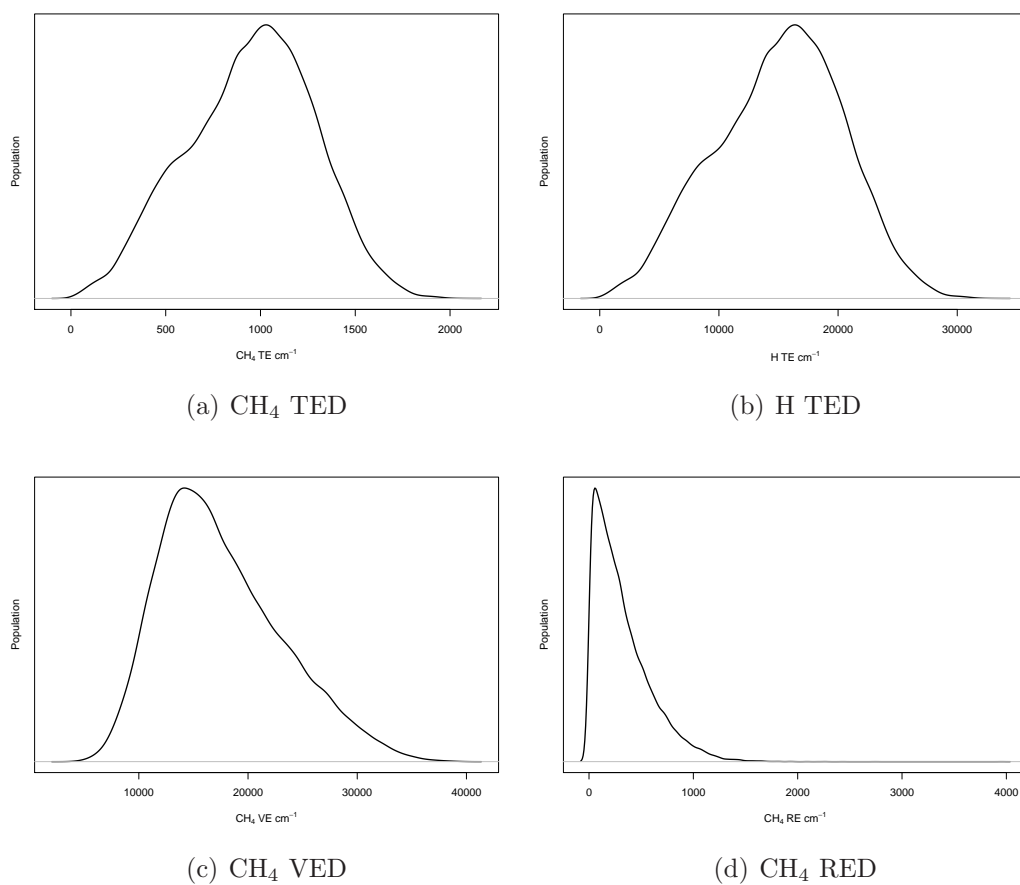 Population
0 500 1000 1500 2000
CH₄ TE cm⁻¹
(a) CH₄ TED
Population
0 10000 20000 30000
H TE cm⁻¹
(b) H TED
Population
10000 20000 30000 40000
CH₄ VE cm⁻¹
(c) CH₄ VED
Population
0 1000 2000 3000 4000
CH₄ RE cm⁻¹
(d) CH₄ RED